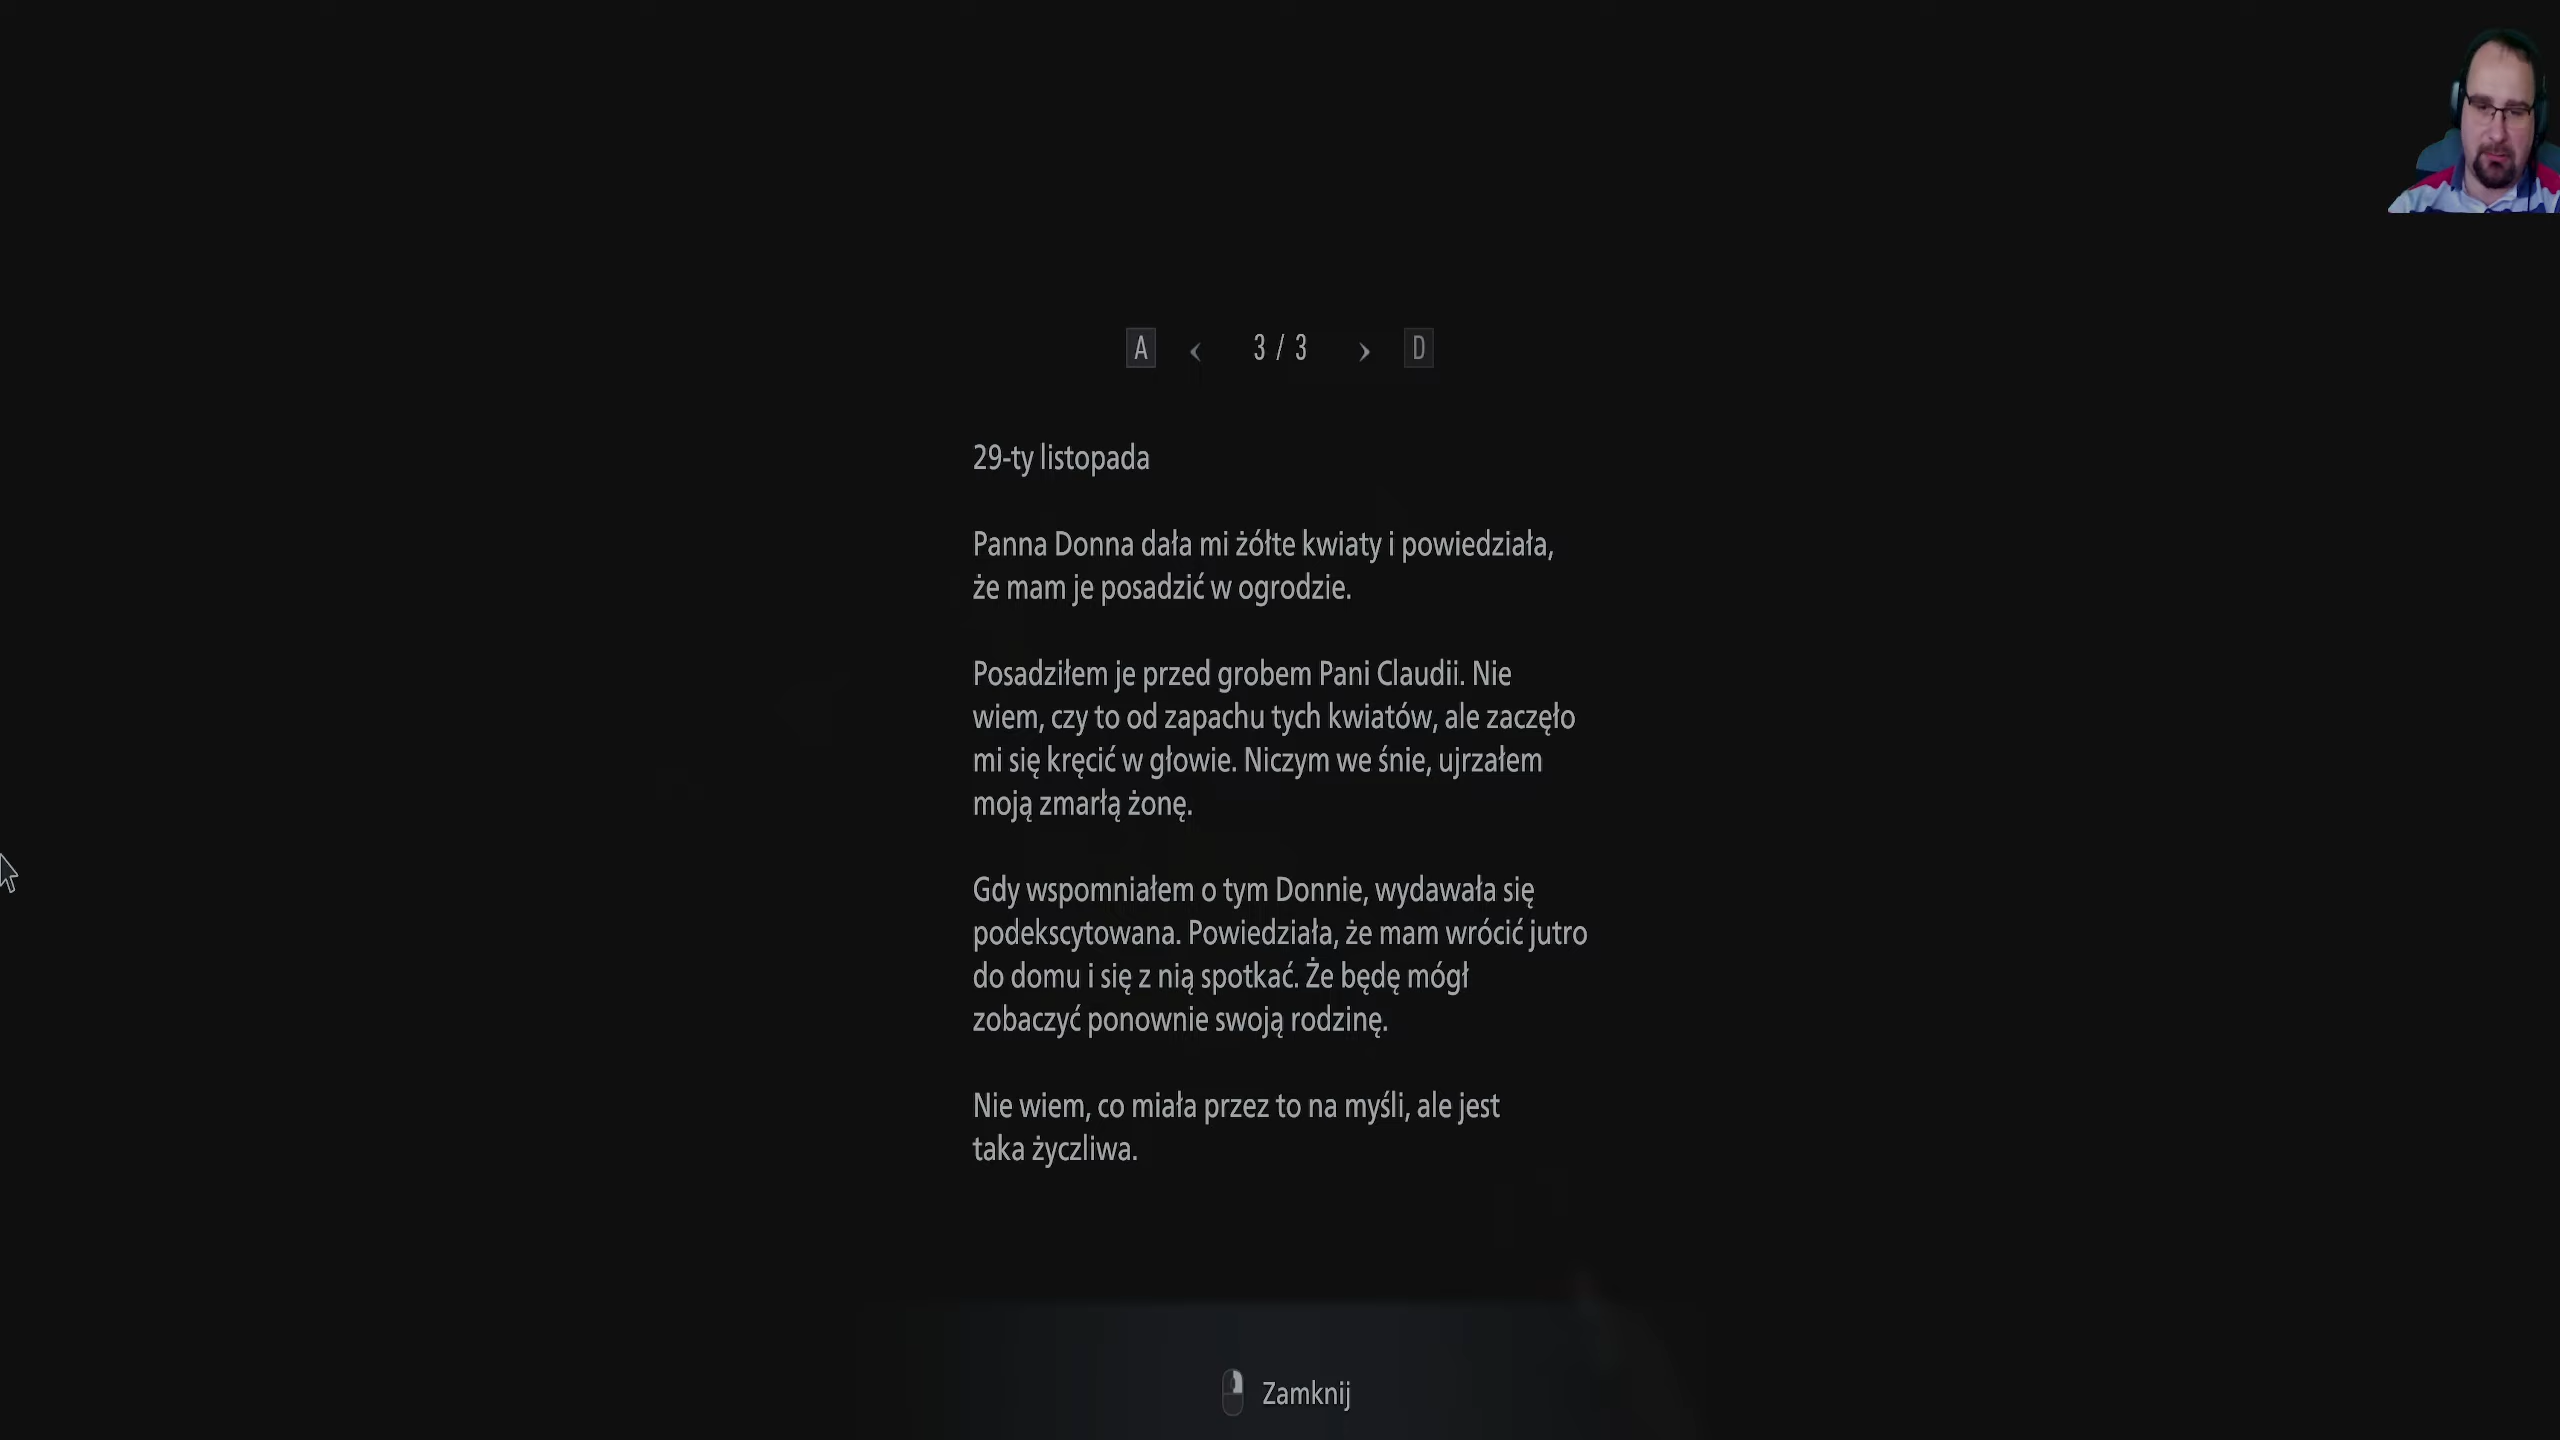 A < 3 / 3 > D
29-ty listopada
Panna Donna dała mi żółte kwiaty i powiedziała,
że mam je posadzić w ogrodzie.
Posadziłem je przed grobem Pani Claudii. Nie
wiem, czy to od zapachu tych kwiatów, ale zaczęło
mi się kręcić w głowie. Niczym we śnie, ujrzałem
moją zmarłą żonę.
Gdy wspomniałem o tym Donnie, wydawała się
podekscytowana. Powiedziała, że mam wrócić jutro
do domu i się z nią spotkać. Że będę mógł
zobaczyć ponownie swoją rodzinę.
Nie wiem, co miała przez to na myśli, ale jest
taka życzliwa.
Zamknij